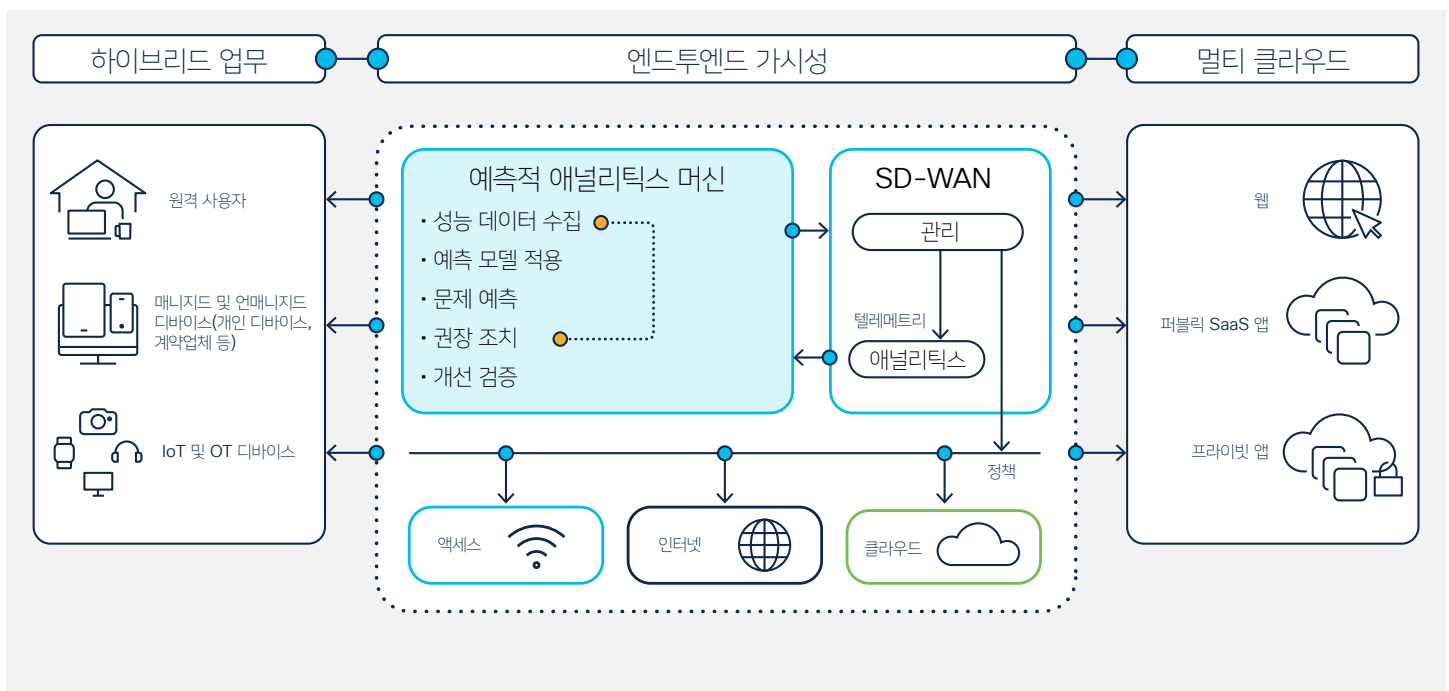 하이브리드 업무
엔드투엔드 가시성
멀티 클라우드
원격 사용자
매니지드 및 언매니지드
디바이스(개인 디바이스,
계약업체 등)
IoT 및 OT 디바이스
예측적 애널리틱스 머신
· 성능 데이터 수집
· 예측 모델 적용
· 문제 예측
· 권장 조치
· 개선 검증
SD-WAN
관리
텔레메트리
애널리틱스
정책
액세스
인터넷
클라우드
웹
퍼블릭 SaaS 앱
프라이빗 앱